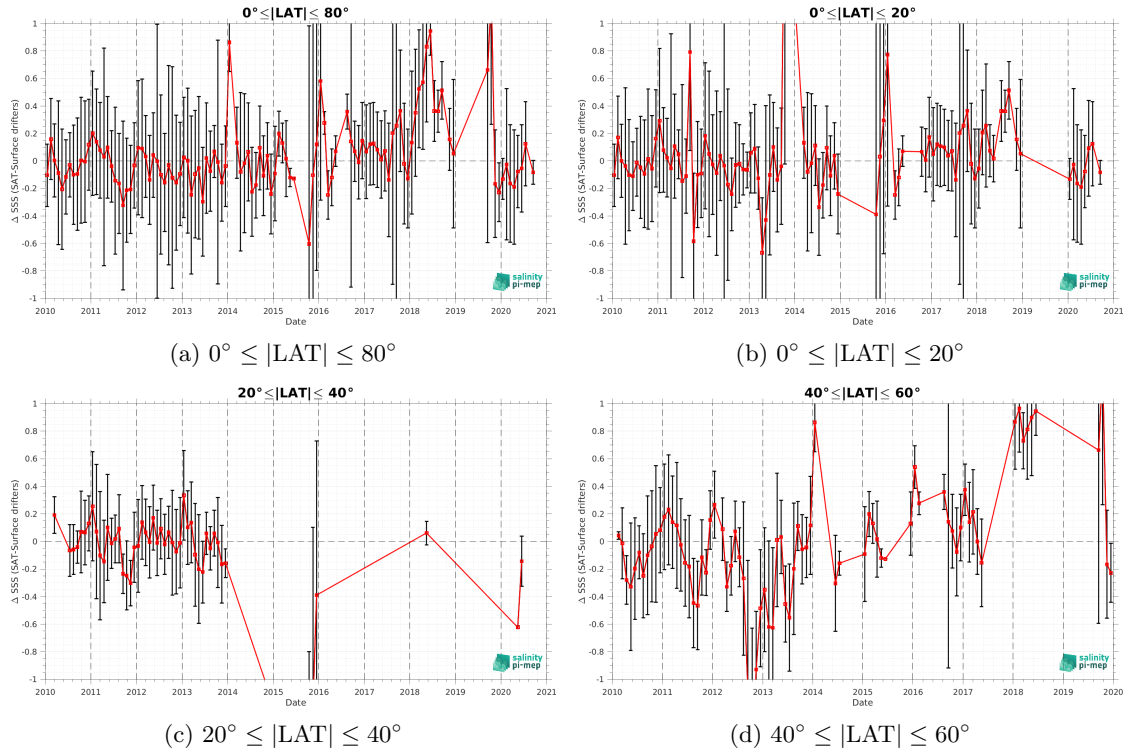 0°≤|LAT|≤ 80°
1
0.8
0.6
0.4
0.2
0
-0.2
-0.4
-0.6
-0.8
-1
Δ SSS (SAT-Surface drifters)
2010 2011 2012 2013 2014 2015 2016 2017 2018 2019 2020 2021
Date
salinity
pi-mep
(a) 0° ≤ |LAT| ≤ 80°
0°≤|LAT|≤ 20°
1
0.8
0.6
0.4
0.2
0
-0.2
-0.4
-0.6
-0.8
-1
Δ SSS (SAT-Surface drifters)
2010 2011 2012 2013 2014 2015 2016 2017 2018 2019 2020 2021
Date
salinity
pi-mep
(b) 0° ≤ |LAT| ≤ 20°
20°≤|LAT|≤ 40°
1
0.8
0.6
0.4
0.2
0
-0.2
-0.4
-0.6
-0.8
-1
Δ SSS (SAT-Surface drifters)
2010 2011 2012 2013 2014 2015 2016 2017 2018 2019 2020 2021
Date
salinity
pi-mep
(c) 20° ≤ |LAT| ≤ 40°
40°≤|LAT|≤ 60°
1
0.8
0.6
0.4
0.2
0
-0.2
-0.4
-0.6
-0.8
-1
Δ SSS (SAT-Surface drifters)
2010 2011 2012 2013 2014 2015 2016 2017 2018 2019 2020
Date
salinity
pi-mep
(d) 40° ≤ |LAT| ≤ 60°